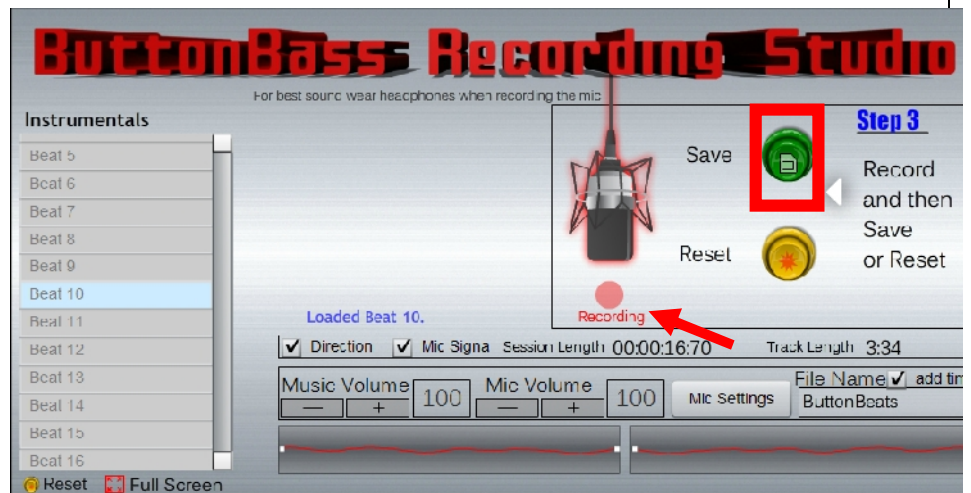 ButtonBass Recording Studio
For best sound wear headphones when recording the mic
Instrumentals
Beat 5
Beat 6
Beat 7
Beat 8
Beat 9
Beat 10
Beat 11
Beat 12
Beat 13
Beat 14
Beat 15
Beat 16
Reset
Full Screen
Save
Reset
Step 3
Record
and then
Save
or Reset
Recording
Loaded Beat 10.
Direction Mic Signa Session Length 00:00:16:70 Track Length 3:34
Music Volume 100 Mic Volume 100 Mic Settings
— + — +
File Name add tim
ButtonBeats